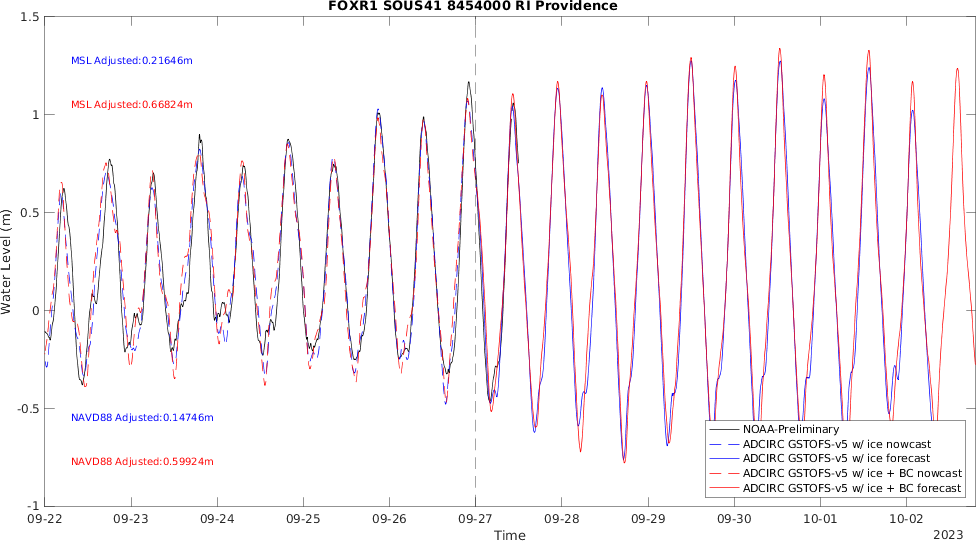 FOXR1 SOUS41 8454000 RI Providence
1.5
MSL Adjusted:0.21646m
MSL Adjusted:0.66824m
1
0.5
Water Level (m)
0
-0.5
NAVD88 Adjusted:0.14746m
NAVD88 Adjusted:0.59924m
NOAA-Preliminary
ADCIRC GSTOFS-v5 w/ ice nowcast
ADCIRC GSTOFS-v5 w/ ice forecast
ADCIRC GSTOFS-v5 w/ ice + BC nowcast
ADCIRC GSTOFS-v5 w/ ice + BC forecast
-1
09-22 09-23 09-24 09-25 09-26 09-27 09-28 09-29 09-30 10-01 10-02
Time
2023